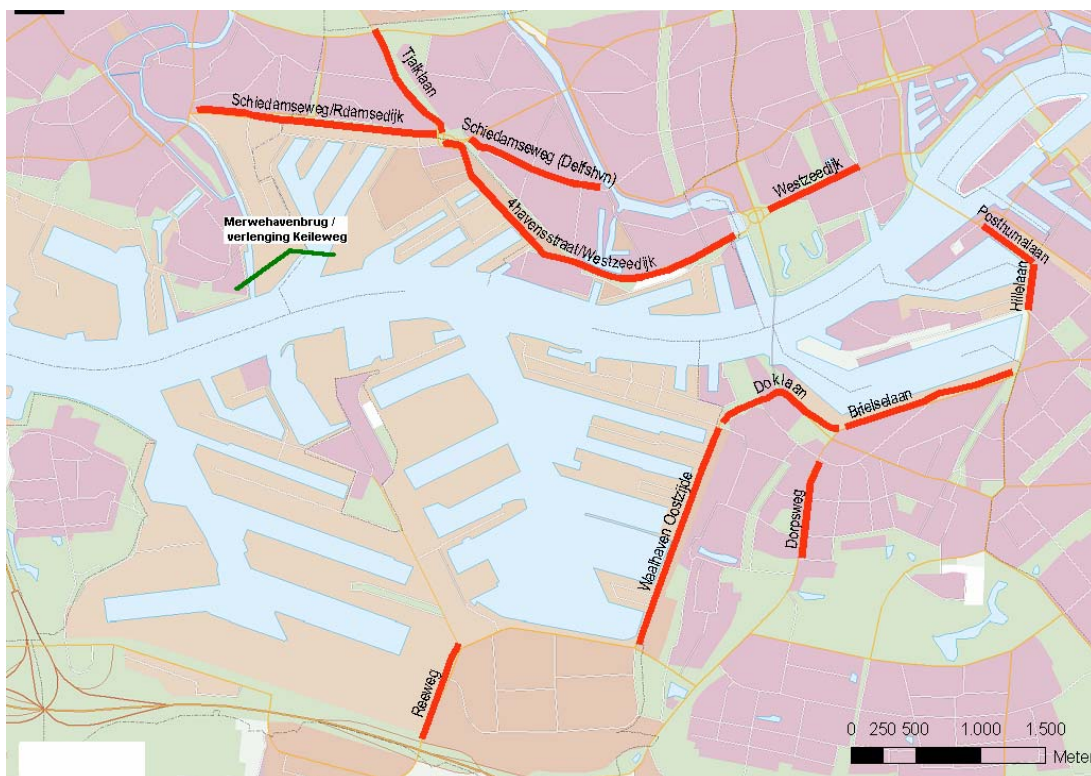 Tjalklaan
Schiedamseweg/Rdamsedijk
Schiedamseweg (Delfshvn)
Westzeedijk
4havensstraat/Westzeedijk
Merwehavenbrug /
verlenging Keileweg
Posthumalaan
Hillelaan
Doklaan
Brielselaan
Waalhaven Oostzijde
Dorpsweg
Reeweg
0 250 500 1.000 1.500
Meter